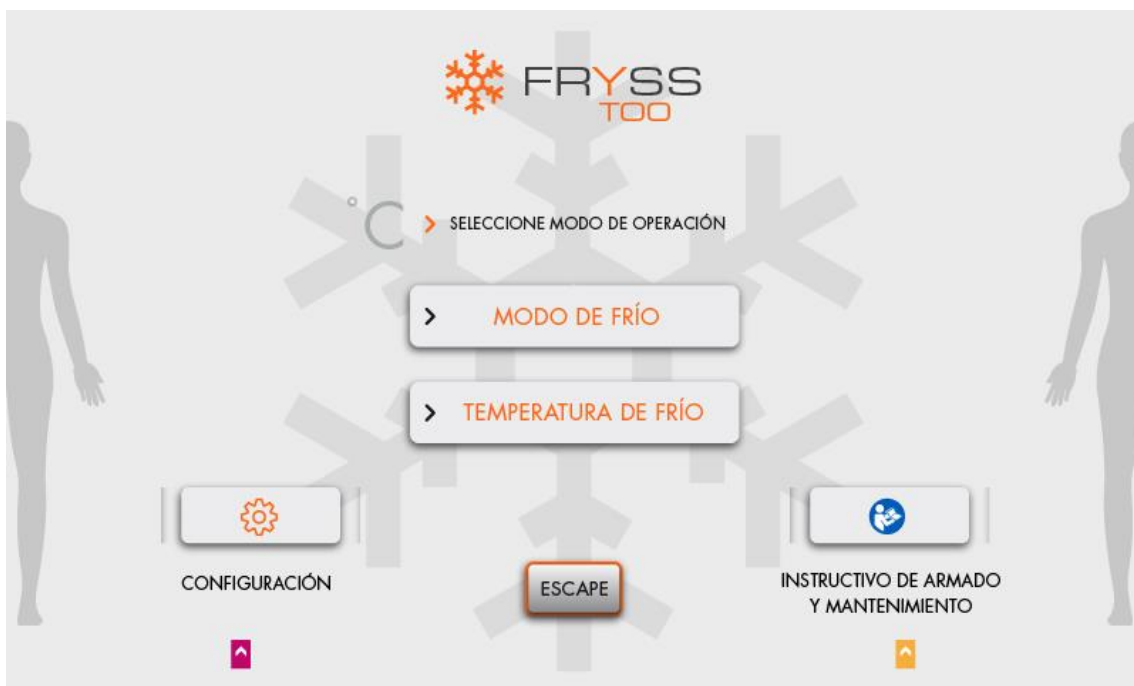 FRYSS
TOO
°C
SELECCIONE MODO DE OPERACIÓN
MODO DE FRÍO
TEMPERATURA DE FRÍO
CONFIGURACIÓN
ESCAPE
INSTRUCTIVO DE ARMADO
Y MANTENIMIENTO